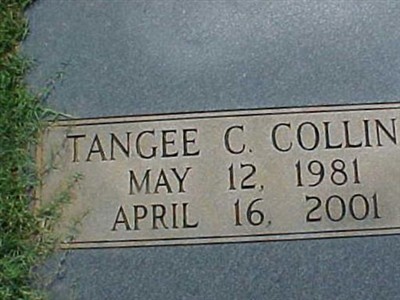 TANGEE C. COLLIN
MAY 12, 1981
APRIL 16, 2001